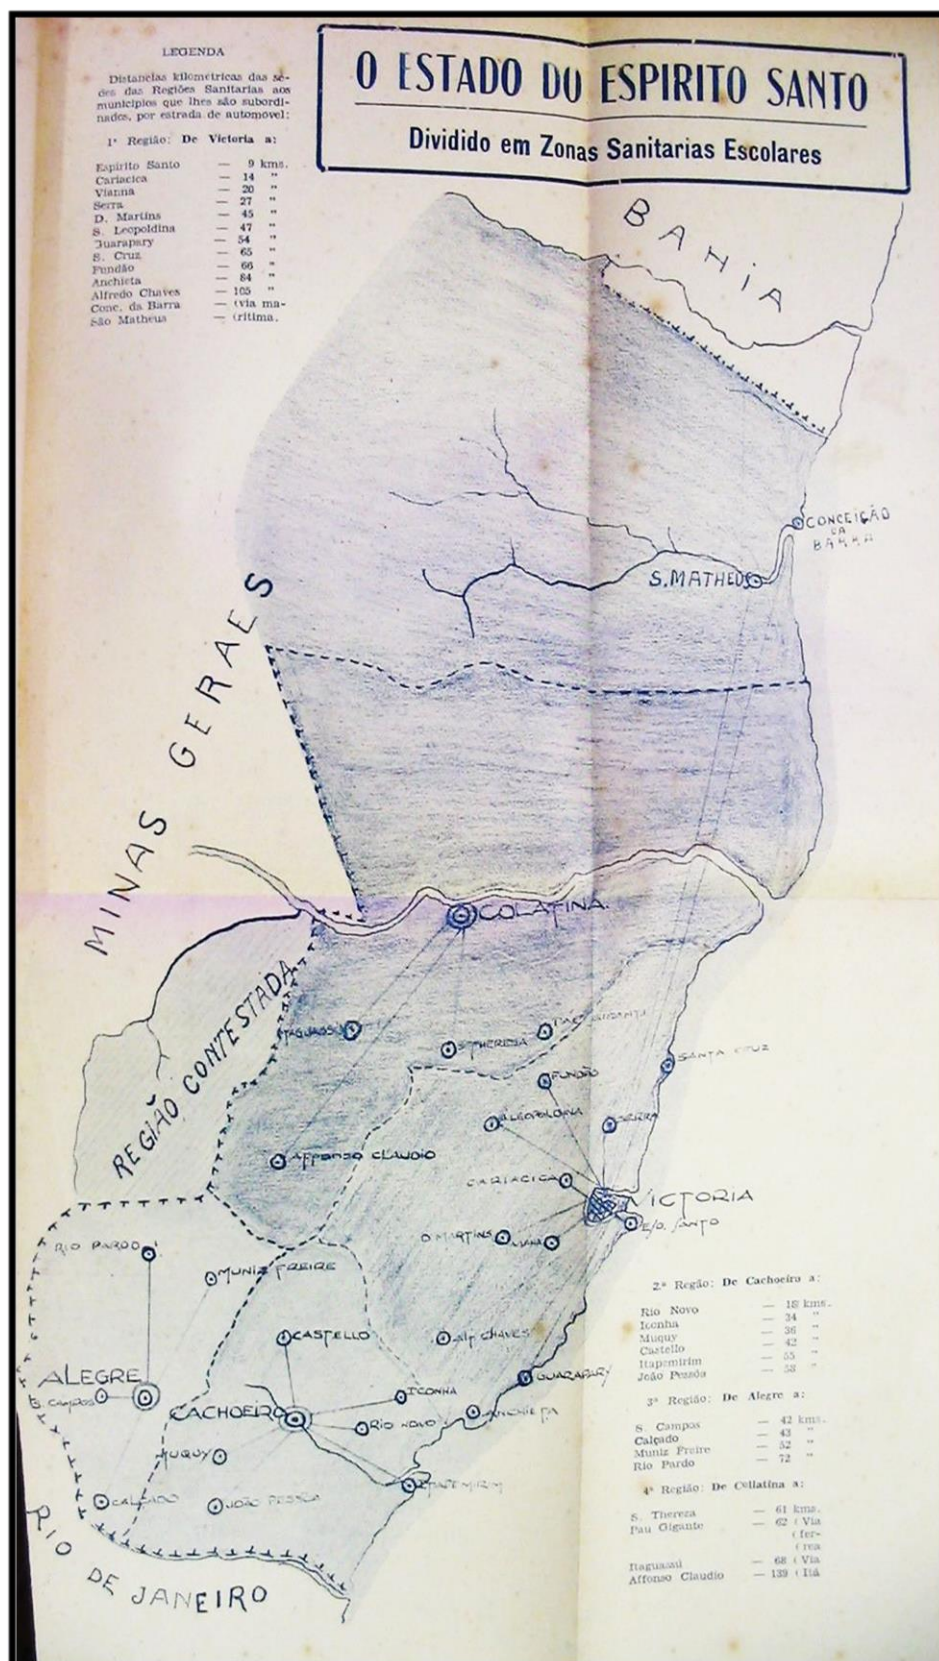 LEGENDA
Distancias kilometricas das sé-
des das Regiões Sanitarias aos
municipios que lhes são subordi-
nados, por estrada de automovel:
1ª Região: De Victoria a:
Espirito Santo — 9 kms.
Cariacica — 14 "
Vianna — 20 "
Serra — 27 "
D. Martins — 45 "
S. Leopoldina — 47 "
Guarapary — 54 "
S. Cruz — 65 "
Fundão — 66 "
Anchieta — 84 "
Alfredo Chaves — 105 "
Conc. da Barra — (via ma-
São Matheus — (ritima.
O ESTADO DO ESPIRITO SANTO
Dividido em Zonas Sanitarias Escolares
BAHIA
CONCEIÇÃO
DA
BARRA
S. MATHEUS
MINAS GERAES
COLATINA
REGIÃO CONTESTADA
ITAGUASSU
S. THEREZA
PAU GIGANTE
SANTA CRUZ
FUNDÃO
S. LEOPOLDINA
SERRA
AFFONSO CLAUDIO
CARIACICA
VICTORIA
E/O. SANTO
D. MARTINS
VIANA
RIO PARDO
MUNIZ FREIRE
CASTELLO
ALF. CHAVES
ALEGRE
S. CAMPOS
GUARAPARY
ICONHA
CACHOEIRO
RIO NOVO
ANCHIETA
MUQUY
ITAPEMIRIM
CALÇADO
JOÃO PESSÔA
RIO DE JANEIRO
2ª Região: De Cachoeiro a:
Rio Novo — 18 kms.
Iconha — 34 "
Muquy — 36 "
Castello — 42 "
Itapemirim — 55 "
João Pessôa — 58 "
3ª Região: De Alegre a:
S. Campos — 42 kms.
Calçado — 43 "
Muniz Freire — 52 "
Rio Pardo — 72 "
4ª Região: De Collatina a:
S. Thereza — 61 kms.
Pau Gigante — 62 ( Via
( fer-
( rea
Itaguassú — 68 ( Via
Affonso Claudio — 139 ( Itá